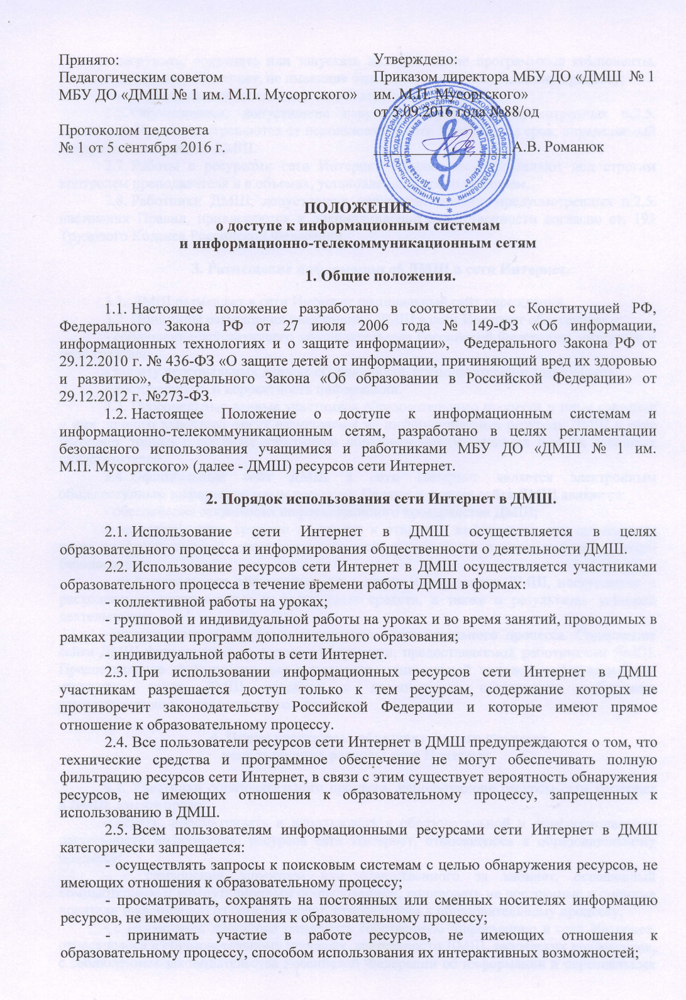 Принято:
Педагогическим советом
МБУ ДО «ДМШ № 1 им. М.П. Мусоргского»
Протоколом педсовета
№ 1 от 5 сентября 2016 г.
Утверждено:
Приказом директора МБУ ДО «ДМШ № 1
им. М.П. Мусоргского»
от 5.09.2016 года №88/од
__________________А.В. Романюк
ПОЛОЖЕНИЕ
о доступе к информационным системам
и информационно-телекоммуникационным сетям
1. Общие положения.
1.1. Настоящее положение разработано в соответствии с Конституцией РФ,
Федерального Закона РФ от 27 июля 2006 года № 149-ФЗ «Об информации,
информационных технологиях и о защите информации», Федерального Закона РФ от
29.12.2010 г. № 436-ФЗ «О защите детей от информации, причиняющий вред их здоровью
и развитию», Федерального Закона «Об образовании в Российской Федерации» от
29.12.2012 г. №273-ФЗ.
1.2. Настоящее Положение о доступе к информационным системам и
информационно-телекоммуникационным сетям, разработано в целях регламентации
безопасного использования учащимися и работниками МБУ ДО «ДМШ № 1 им.
М.П. Мусоргского» (далее - ДМШ) ресурсов сети Интернет.
2. Порядок использования сети Интернет в ДМШ.
2.1. Использование сети Интернет в ДМШ осуществляется в целях
образовательного процесса и информирования общественности о деятельности ДМШ.
2.2. Использование ресурсов сети Интернет в ДМШ осуществляется участниками
образовательного процесса в течение времени работы ДМШ в формах:
- коллективной работы на уроках;
- групповой и индивидуальной работы на уроках и во время занятий, проводимых в
рамках реализации программ дополнительного образования;
- индивидуальной работы в сети Интернет.
2.3. При использовании информационных ресурсов сети Интернет в ДМШ
участникам разрешается доступ только к тем ресурсам, содержание которых не
противоречит законодательству Российской Федерации и которые имеют прямое
отношение к образовательному процессу.
2.4. Все пользователи ресурсов сети Интернет в ДМШ предупреждаются о том, что
технические средства и программное обеспечение не могут обеспечивать полную
фильтрацию ресурсов сети Интернет, в связи с этим существует вероятность обнаружения
ресурсов, не имеющих отношения к образовательному процессу, запрещенных к
использованию в ДМШ.
2.5. Всем пользователям информационными ресурсами сети Интернет в ДМШ
категорически запрещается:
- осуществлять запросы к поисковым системам с целью обнаружения ресурсов, не
имеющих отношения к образовательному процессу;
- просматривать, сохранять на постоянных или сменных носителях информацию
ресурсов, не имеющих отношения к образовательному процессу;
- принимать участие в работе ресурсов, не имеющих отношения к
образовательному процессу, способом использования их интерактивных возможностей;